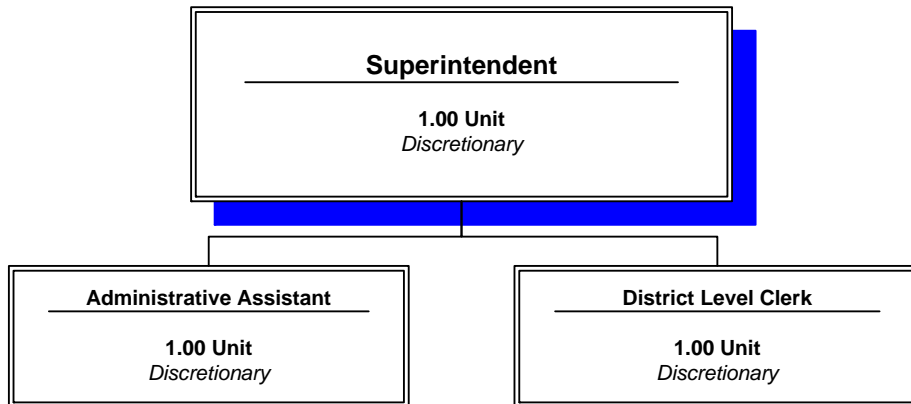 Superintendent
1.00 Unit
Discretionary
Administrative Assistant
1.00 Unit
Discretionary
District Level Clerk
1.00 Unit
Discretionary